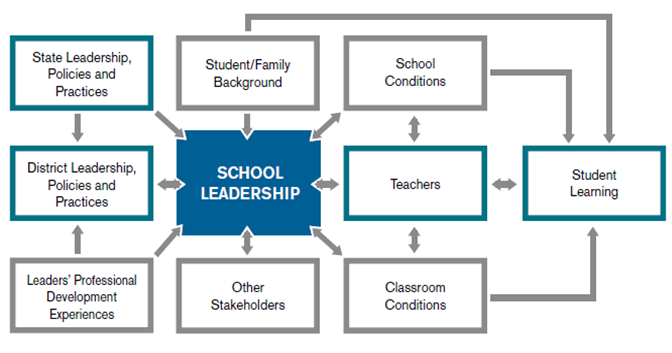 State Leadership,
Policies and
Practices
Student/Family
Background
School
Conditions
District Leadership,
Policies and
Practices
SCHOOL
LEADERSHIP
Teachers
Student
Learning
Leaders’ Professional
Development
Experiences
Other
Stakeholders
Classroom
Conditions